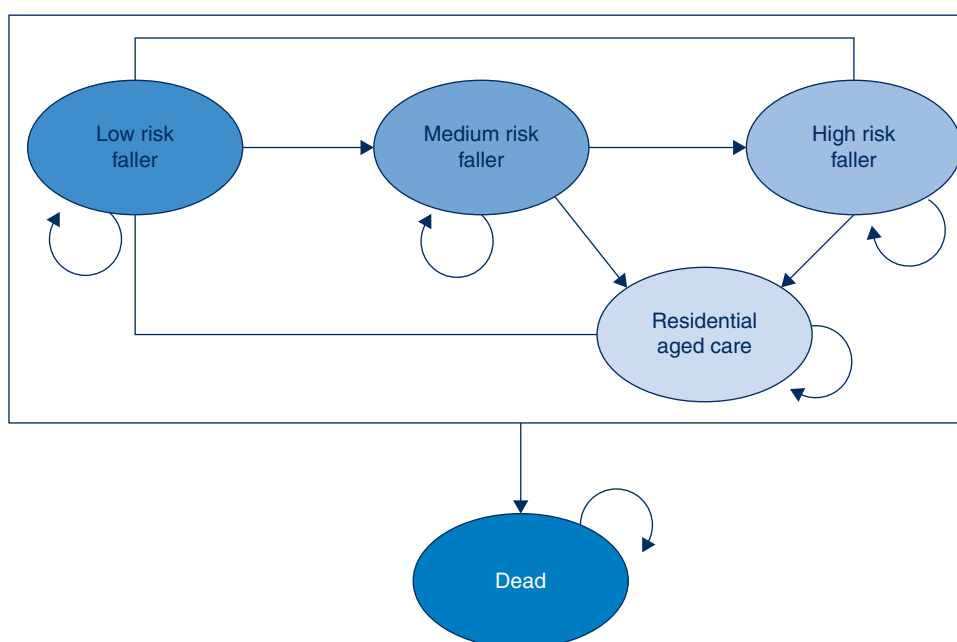 Low risk
faller
Medium risk
faller
High risk
faller
Residential
aged care
Dead